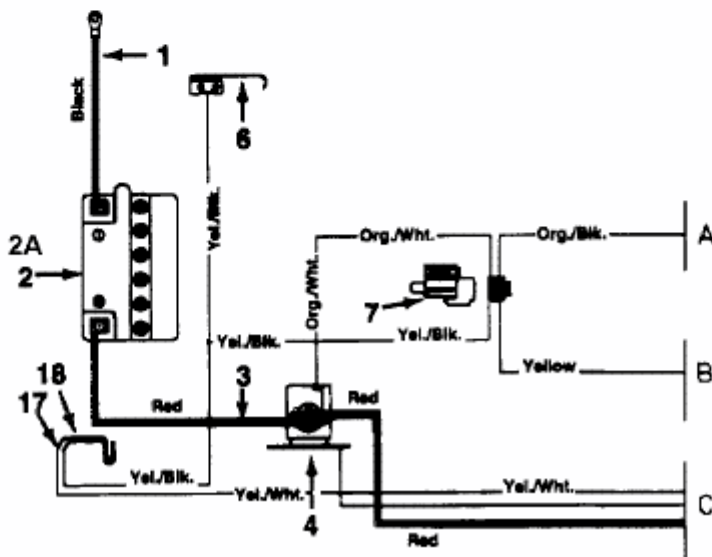 1
Black
6
Yel./Blk.
2A
2
Org./Wht.
Org./Blk.
A
Org./Wht.
7
Yel./Blk.
Yel./Blk.
Yellow
B
18
17
3
Red
Red
Yel./Blk.
Yel./Wht.
Yel./Wht.
4
C
Red